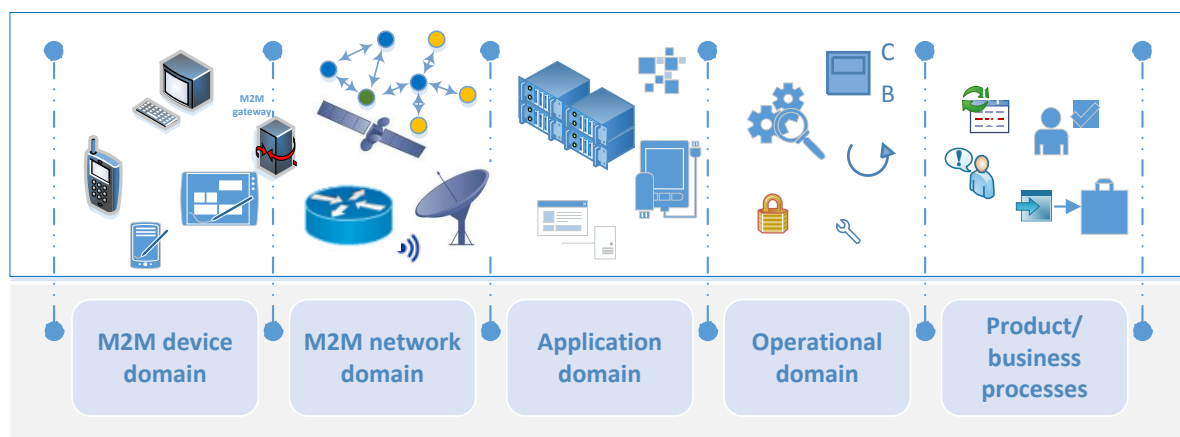 M2M
gateway
C
B
M2M device
domain
M2M network
domain
Application
domain
Operational
domain
Product/
business
processes